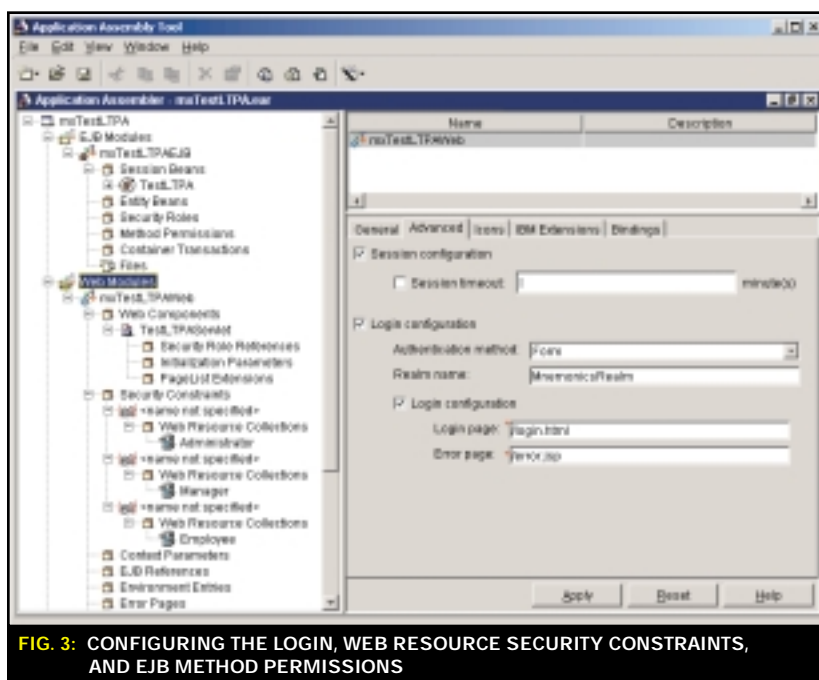 Application Assembly Tool
File Edit View Window Help
Application Assembler - msTestLTPA.ear
msTestLTPA
EJB Modules
msTestLTPAEJB
Session Beans
TestLTPA
Entity Beans
Security Roles
Method Permissions
Container Transactions
Files
Web Modules
msTestLTPAWeb
Web Components
TestLTPAServlet
Security Role References
Initialization Parameters
PageList Extensions
Security Constraints
<name not specified>
Web Resource Collections
Administrator
<name not specified>
Web Resource Collections
Manager
<name not specified>
Web Resource Collections
Employee
Context Parameters
EJB References
Environment Entries
Error Pages
Name Description
msTestLTPAWeb
General Advanced Icons IBM Extensions Bindings
Session configuration
Session timeout: minute(s)
Login configuration
Authentication method: Form
Realm name: MnemonicsRealm
Login configuration
Login page: /login.html
Error page: /error.jsp
Apply Reset Help
FIG. 3: CONFIGURING THE LOGIN, WEB RESOURCE SECURITY CONSTRAINTS,
AND EJB METHOD PERMISSIONS